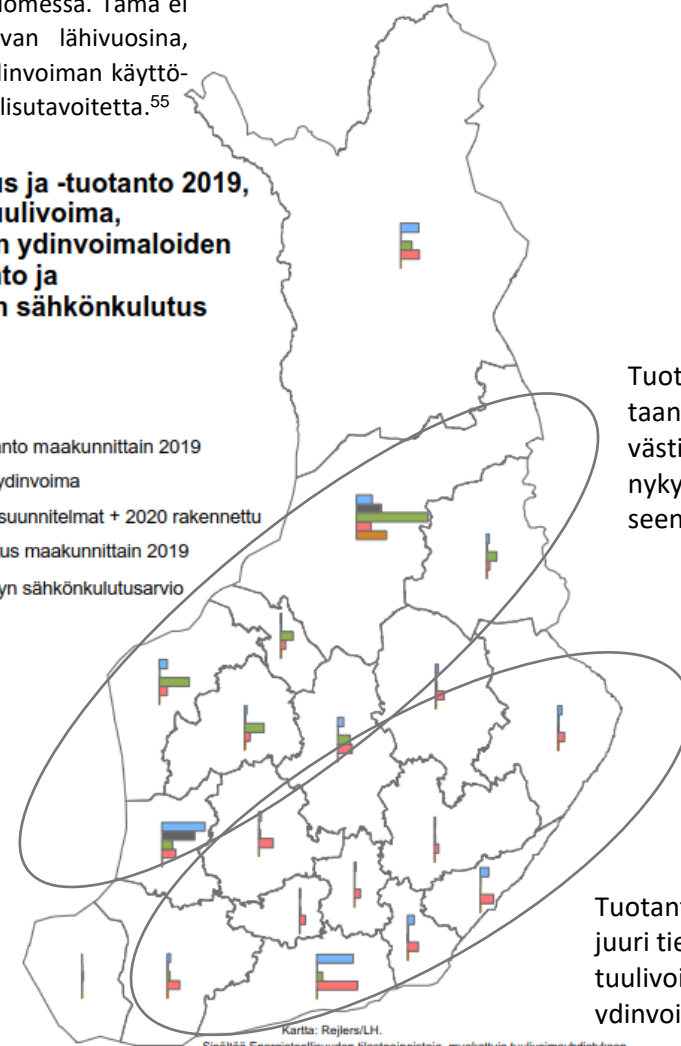 omessa. Tämä ei
van lähivuosina,
dinvoiman käyttö-
lisutavoitetta.55
us ja -tuotanto 2019,
uulivoima,
n ydinvoimaloiden
nto ja
n sähkönkulutus
anto maakunnittain 2019
ydinvoima
suunnitelmat + 2020 rakennettu
tus maakunnittain 2019
yn sähkönkulutusarvio
Tuot
taan
västi
nyky
seen
Tuotant
juuri tie
tuulivoi
ydinvoi
Kartta: Rejlers/LH.